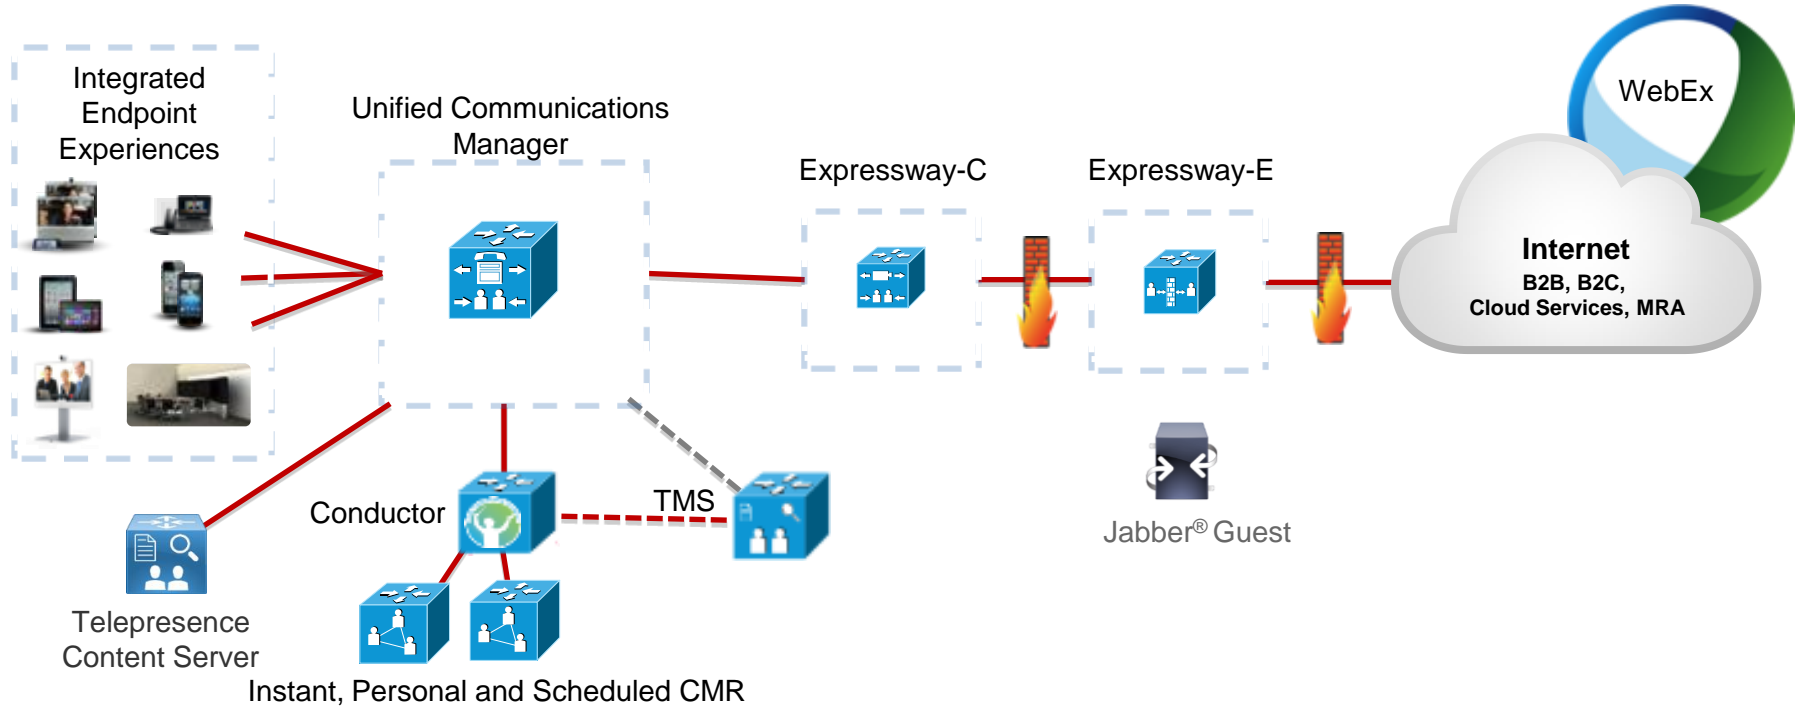 Integrated
Endpoint
Experiences
Unified Communications
Manager
Expressway-C
Expressway-E
WebEx
Internet
B2B, B2C,
Cloud Services, MRA
Conductor
TMS
Jabber® Guest
Telepresence
Content Server
Instant, Personal and Scheduled CMR